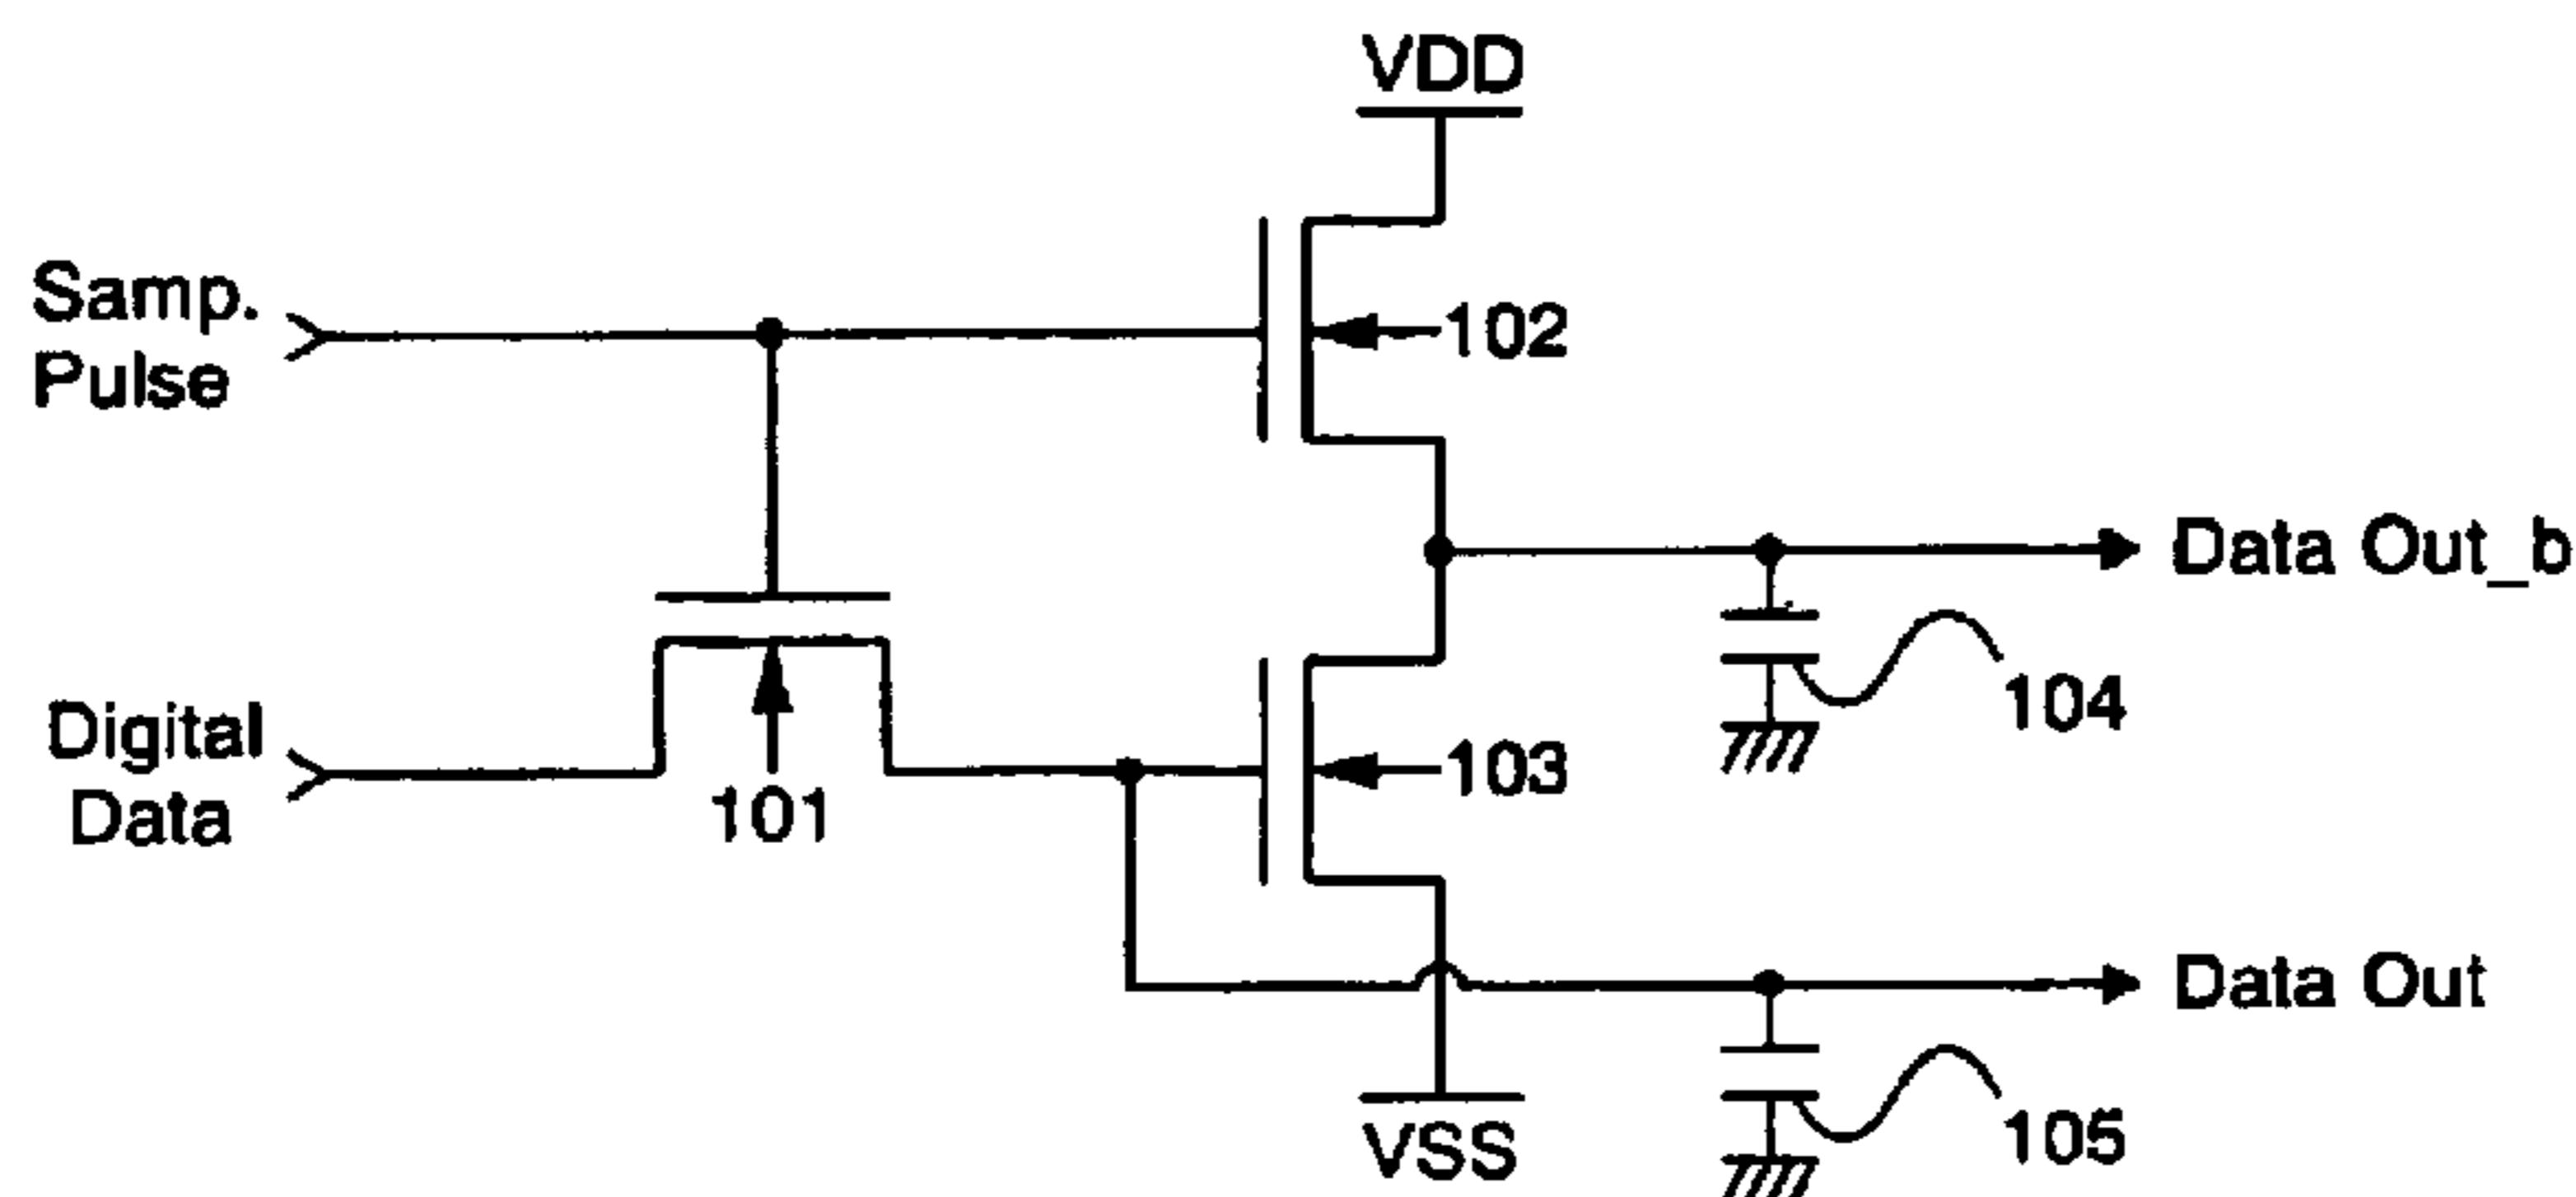 VDD
Samp.
Pulse
102
Data Out_b
104
Digital
Data
101
103
Data Out
105
VSS